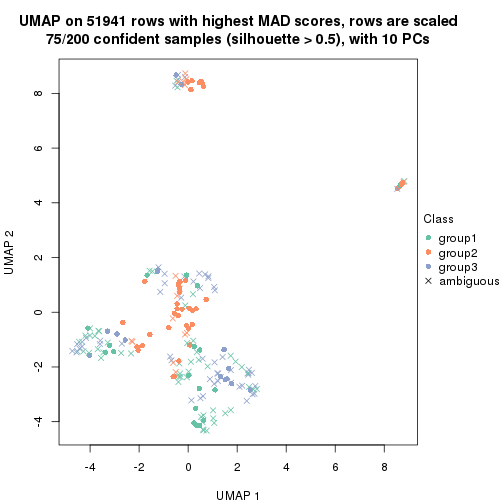 UMAP on 51941 rows with highest MAD scores, rows are scaled
75/200 confident samples (silhouette > 0.5), with 10 PCs
8
6
4
2
0
-2
-4
UMAP 2
-4
-2
0
2
4
6
8
UMAP 1
Class
group1
group2
group3
ambiguous